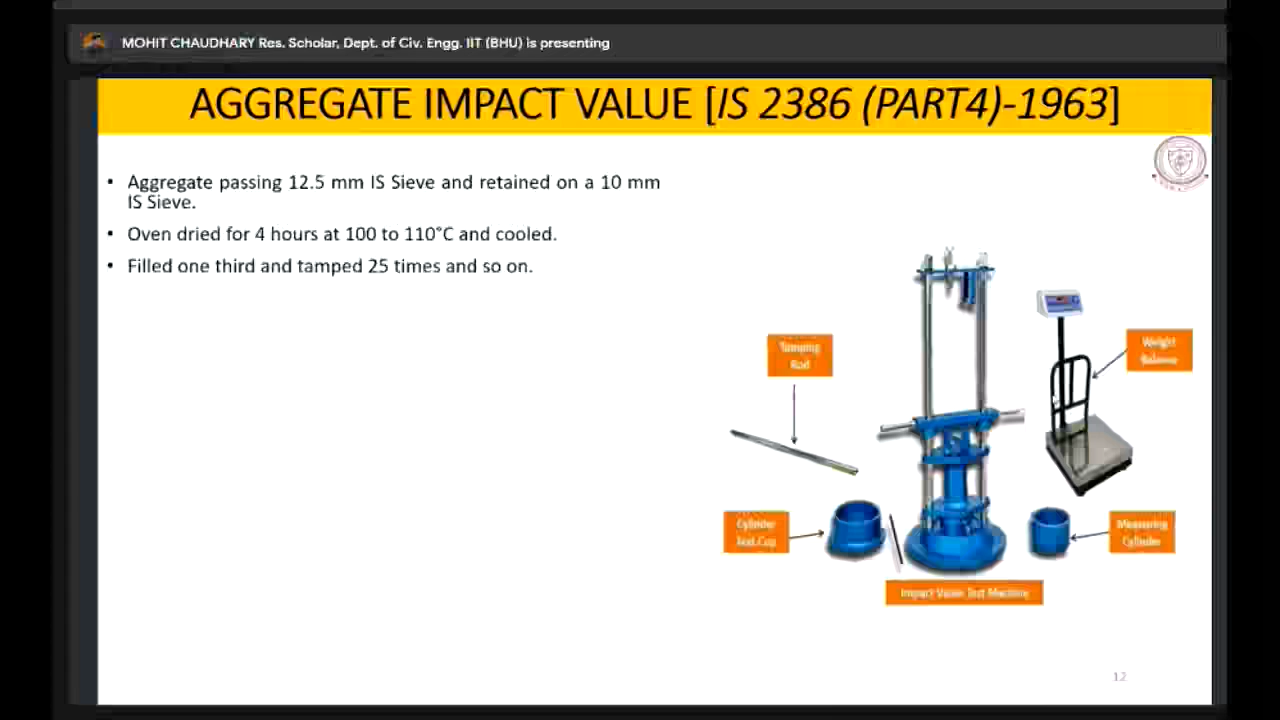 MOHIT CHAUDHARY Res. Scholar, Dept. of Civ. Engg. IIT (BHU) is presenting
AGGREGATE IMPACT VALUE [IS 2386 (PART4)-1963]
• Aggregate passing 12.5 mm IS Sieve and retained on a 10 mm
IS Sieve.
• Oven dried for 4 hours at 100 to 110°C and cooled.
• Filled one third and tamped 25 times and so on.
Tamping
Rod
Weight
Balance
Cylinder
Test Cup
Measuring
Cylinder
Impact Value Test Machine
12